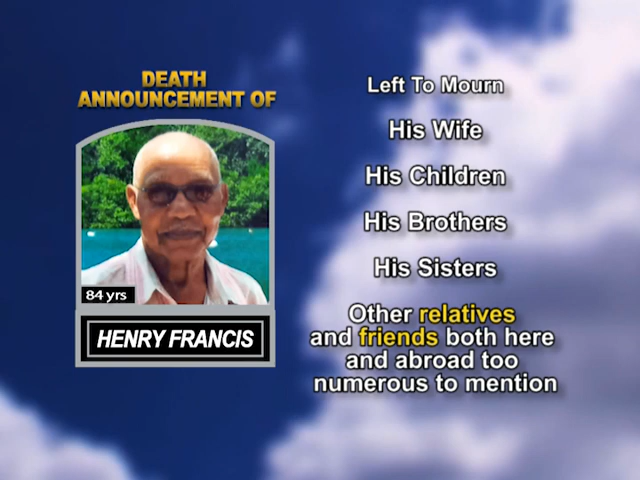 DEATH
ANNOUNCEMENT OF
84 yrs
HENRY FRANCIS
Left To Mourn
His Wife
His Children
His Brothers
His Sisters
Other relatives
and friends both here
and abroad too
numerous to mention